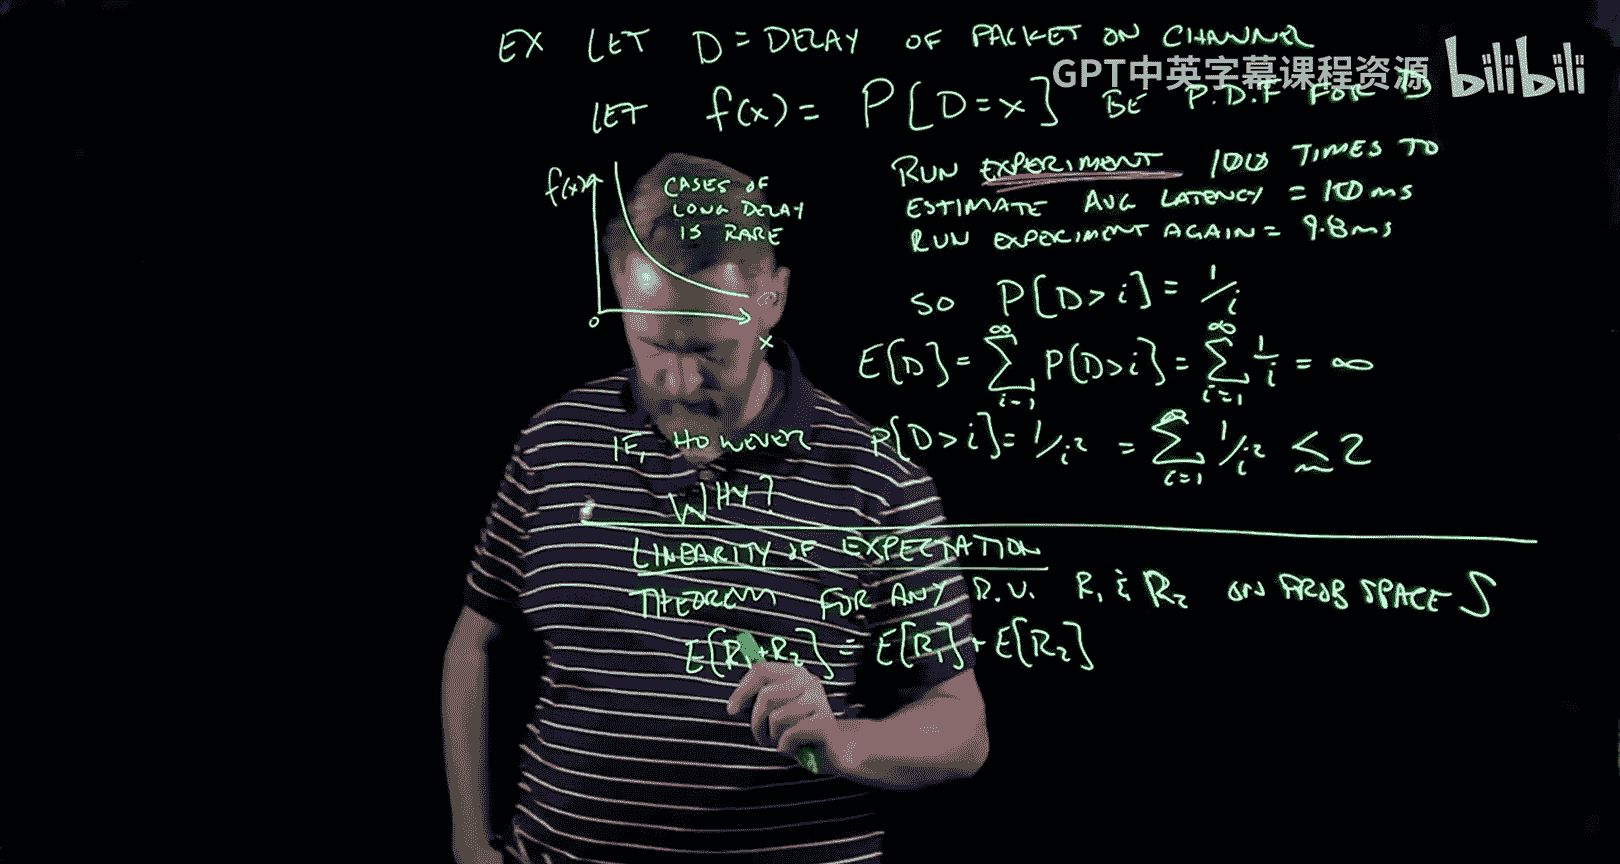 EX LET D = DELAY OF PACKET ON CHANNEL
GPT中英字幕课程资源 bilibili
LET f(x) = P[D=x] BE P.D.F FOR D
f(x)
CASES OF
LONG DELAY
IS RARE
0
x
RUN EXPERIMENT 100 TIMES TO
ESTIMATE AVG LATENCY = 10ms
RUN EXPERIMENT AGAIN = 9.8ms
SO P[D>i] = 1/i
E[D] = ∞∑i=1 P[D>i] = ∞∑i=1 1/i = ∞
IF, HOWEVER P[D>i] = 1/i² = ∞∑i=1 1/i² ≤ 2
WHY?
LINEARITY OF EXPECTATION
THEOREM FOR ANY R.V. R₁ & R₂ ON PROB SPACE S
E[R₁+R₂] = E[R₁] + E[R₂]